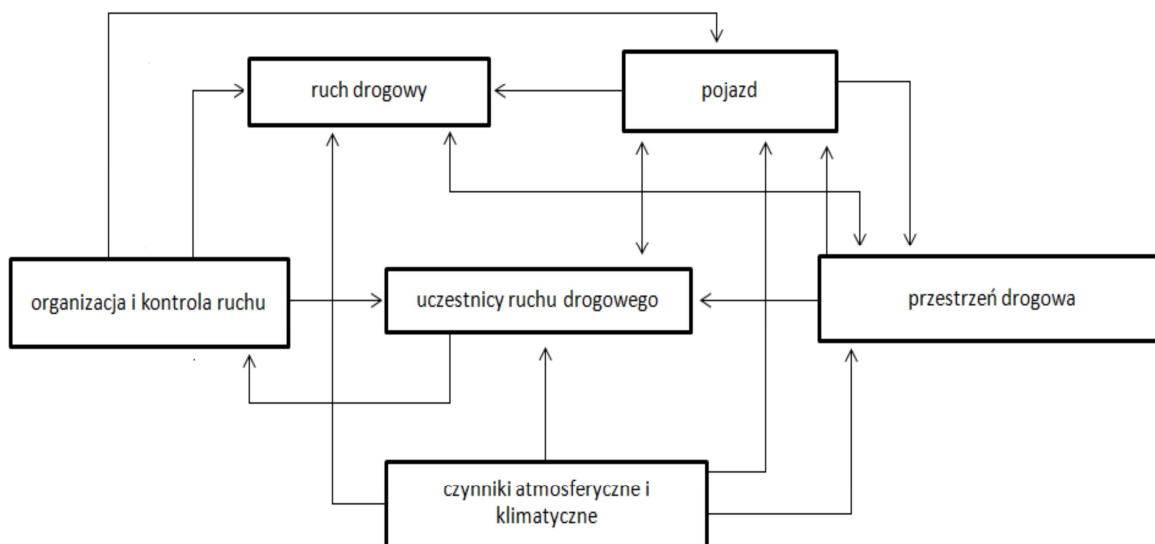 ruch drogowy
pojazd
organizacja i kontrola ruchu
uczestnicy ruchu drogowego
przestrzeń drogowa
czynniki atmosferyczne i
klimatyczne